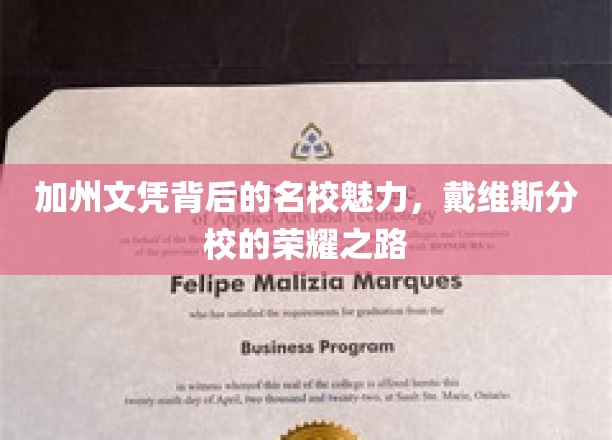 加州文凭背后的名校魅力，戴维斯分
校的荣耀之路
of Applied Arts and Technology
Felipe Malizia Marques
who has satisfied the requirements for graduation from the
Business Program
in witness whereof this seal of the college is affixed hereto this
twenty-ninth day of April, two thousand and twenty-two, at Sault Ste. Marie, Ontario.